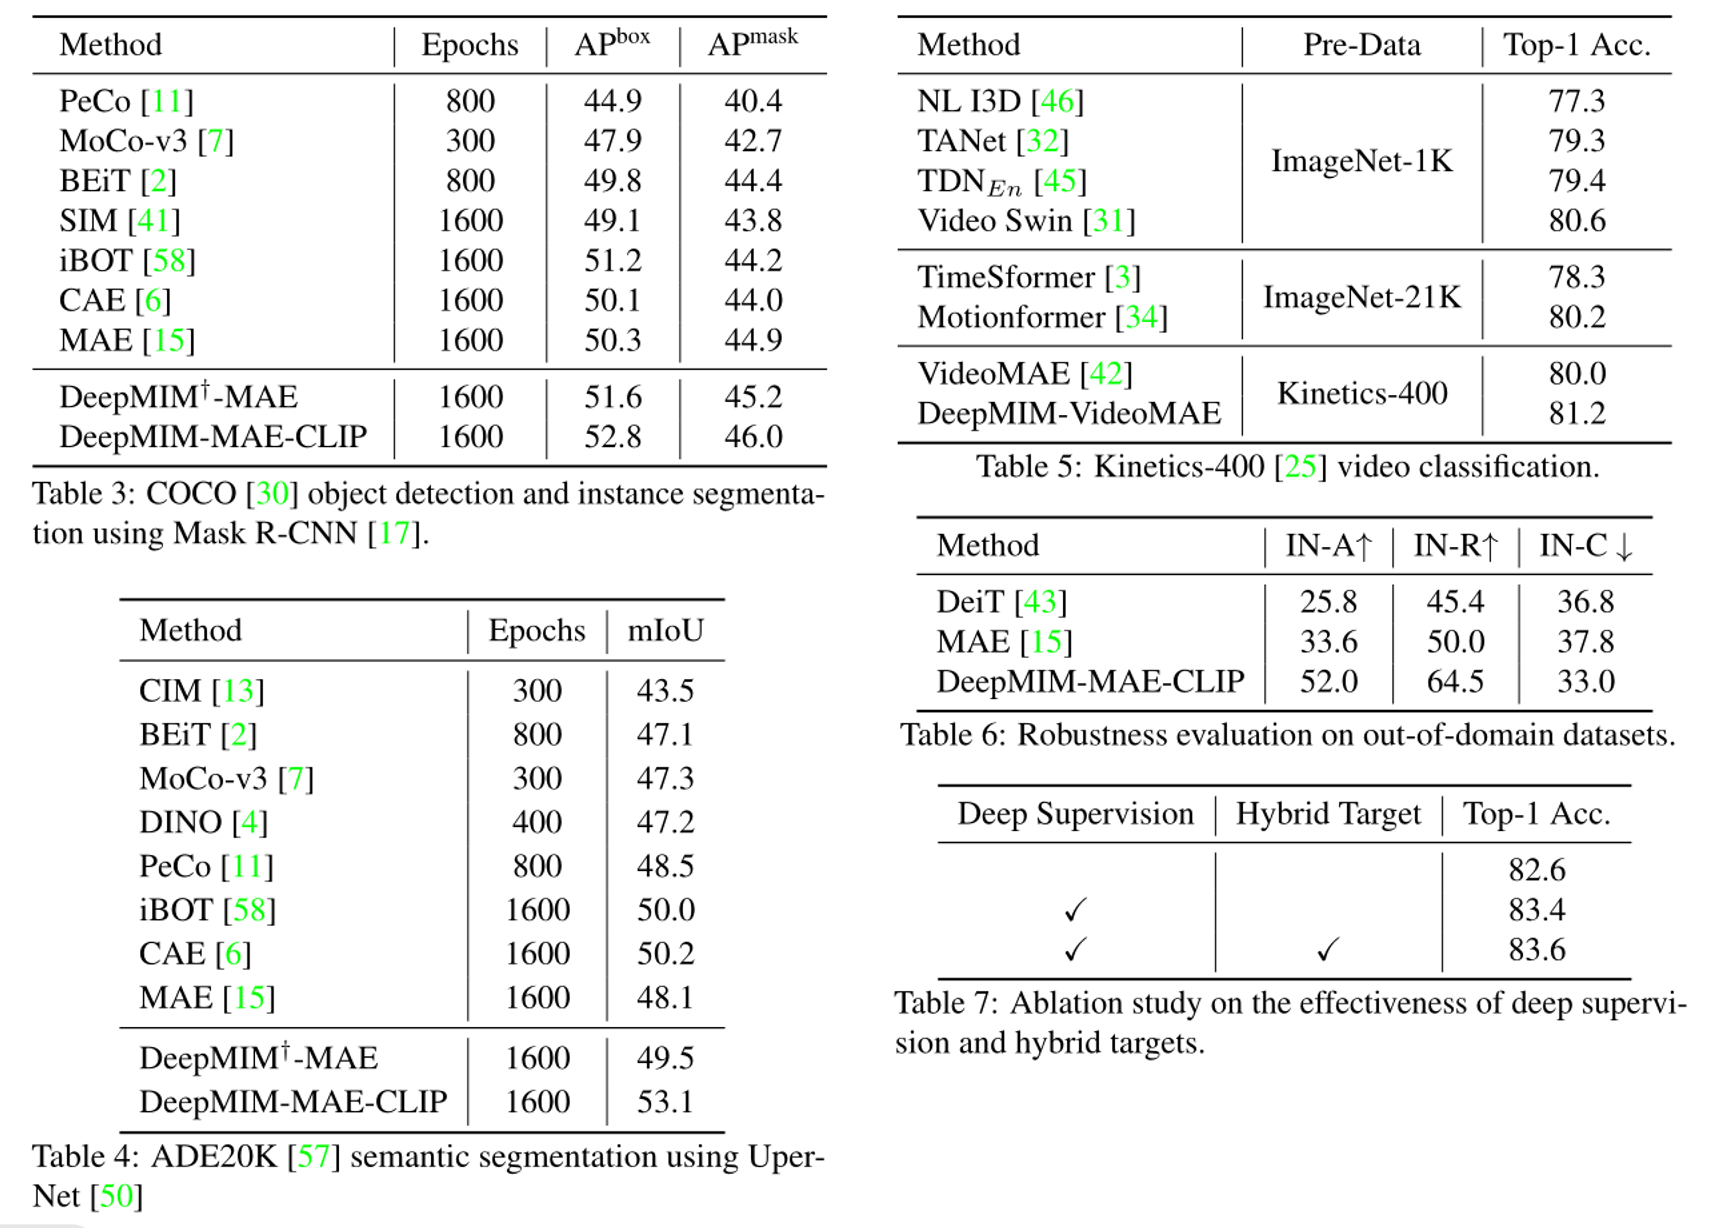 Method Epochs AP^box AP^mask
PeCo [11] 800 44.9 40.4
MoCo-v3 [7] 300 47.9 42.7
BEiT [2] 800 49.8 44.4
SIM [41] 1600 49.1 43.8
iBOT [58] 1600 51.2 44.2
CAE [6] 1600 50.1 44.0
MAE [15] 1600 50.3 44.9
DeepMIM†-MAE 1600 51.6 45.2
DeepMIM-MAE-CLIP 1600 52.8 46.0
Table 3: COCO [30] object detection and instance segmenta-
tion using Mask R-CNN [17].
Method Epochs mIoU
CIM [13] 300 43.5
BEiT [2] 800 47.1
MoCo-v3 [7] 300 47.3
DINO [4] 400 47.2
PeCo [11] 800 48.5
iBOT [58] 1600 50.0
CAE [6] 1600 50.2
MAE [15] 1600 48.1
DeepMIM†-MAE 1600 49.5
DeepMIM-MAE-CLIP 1600 53.1
Table 4: ADE20K [57] semantic segmentation using Uper-
Net [50]
Method Pre-Data Top-1 Acc.
NL I3D [46] 77.3
TANet [32] 79.3
ImageNet-1K
TDN_En [45] 79.4
Video Swin [31] 80.6
TimeSformer [3] 78.3
ImageNet-21K
Motionformer [34] 80.2
VideoMAE [42] 80.0
Kinetics-400
DeepMIM-VideoMAE 81.2
Table 5: Kinetics-400 [25] video classification.
Method IN-A↑ IN-R↑ IN-C ↓
DeiT [43] 25.8 45.4 36.8
MAE [15] 33.6 50.0 37.8
DeepMIM-MAE-CLIP 52.0 64.5 33.0
Table 6: Robustness evaluation on out-of-domain datasets.
Deep Supervision Hybrid Target Top-1 Acc.
82.6
✓ 83.4
✓ ✓ 83.6
Table 7: Ablation study on the effectiveness of deep supervi-
sion and hybrid targets.